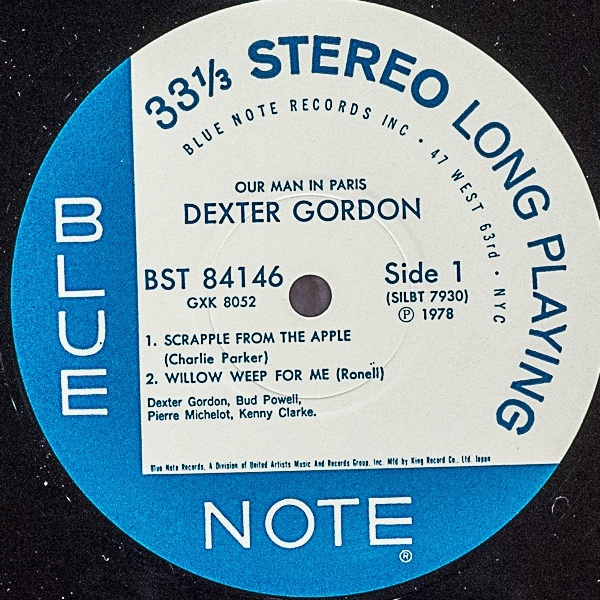 33⅓ STEREO LONG PLAYING
BLUE NOTE RECORDS INC • 47 WEST 63rd • NYC
OUR MAN IN PARIS
DEXTER GORDON
BST 84146
GXK 8052
Side 1
(SILBT 7930)
Ⓟ 1978
1. SCRAPPLE FROM THE APPLE
(Charlie Parker)
2. WILLOW WEEP FOR ME (Ronell)
Dexter Gordon, Bud Powell,
Pierre Michelot, Kenny Clarke.
Blue Note Records, A Division of United Artists Music And Records Group, Inc. Mfd by King Record Co., Ltd. Japan
BLUE
NOTE®